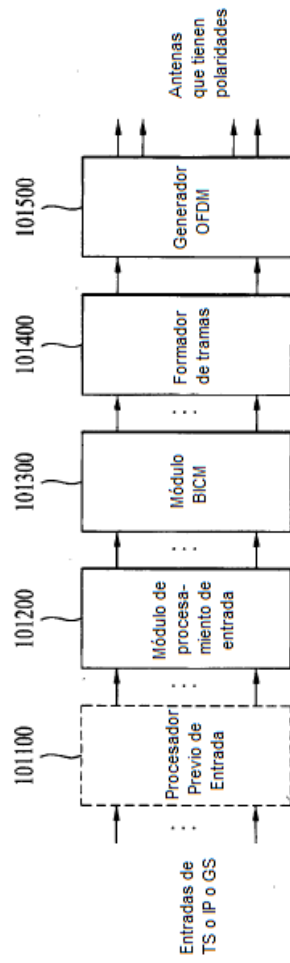 Entradas de
TS o IP o GS
101100
Procesador
Previo de
Entrada
101200
Módulo de
procesa-
miento de
entrada
101300
Módulo
BICM
101400
Formador
de tramas
101500
Generador
OFDM
Antenas
que tienen
polaridades